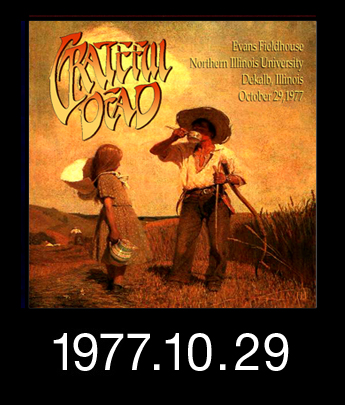 GRATEFUL
DEAD
Evans Fieldhouse
Northern Illinois University
Dekalb, Illinois
October 29,1977
1977.10.29